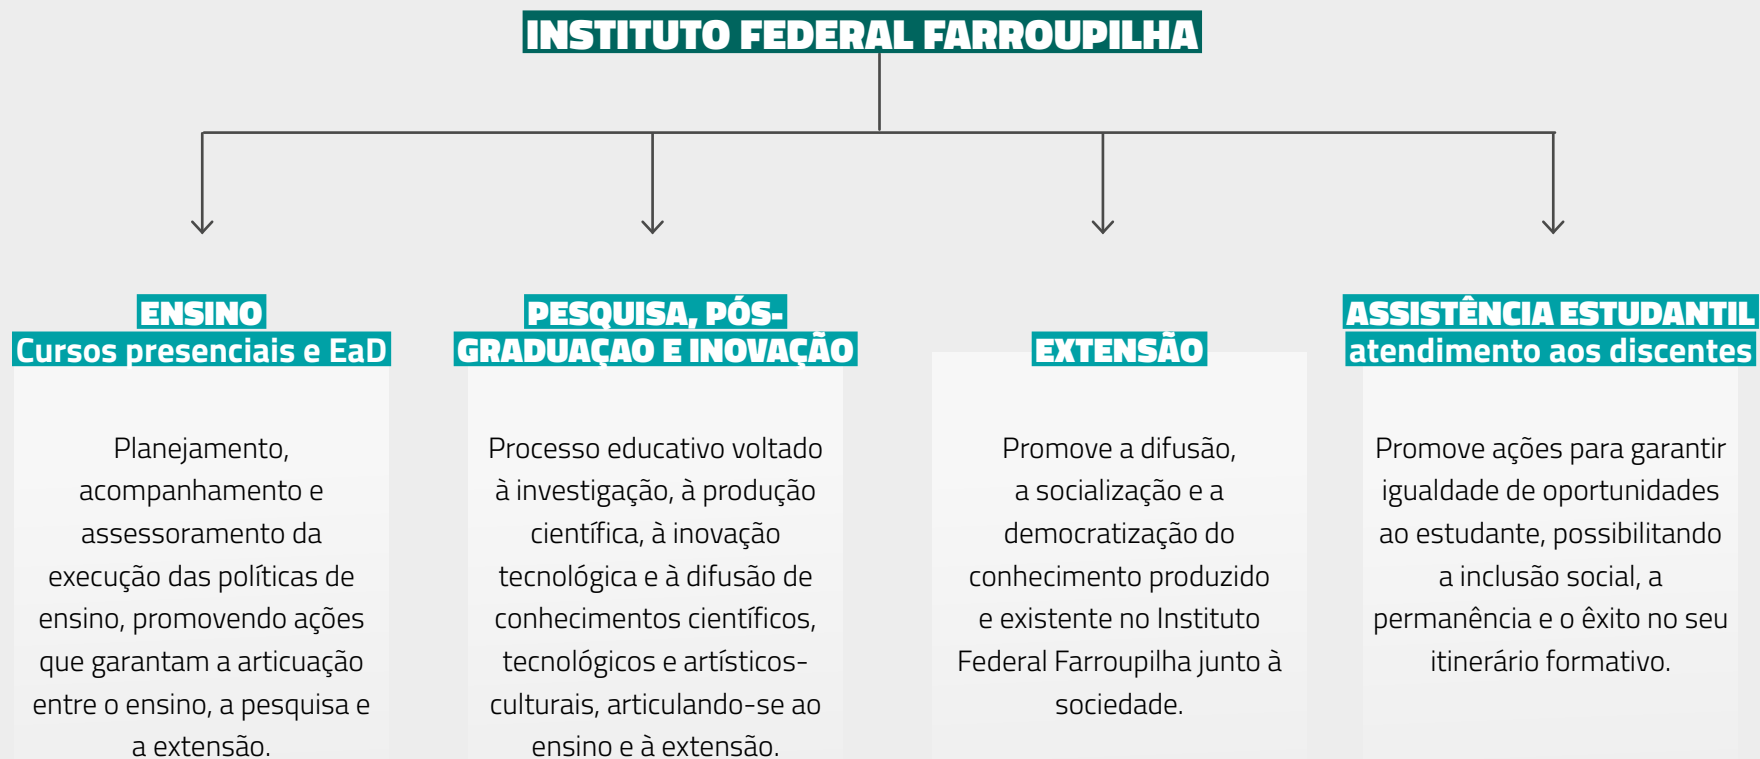 INSTITUTO FEDERAL FARROUPILHA
ENSINO
Cursos presenciais e EaD
Planejamento,
acompanhamento e
assessoramento da
execução das políticas de
ensino, promovendo ações
que garantam a articuação
entre o ensino, a pesquisa e
a extensão.
PESQUISA, PÓS-
GRADUAÇAO E INOVAÇÃO
Processo educativo voltado
à investigação, à produção
científica, à inovação
tecnológica e à difusão de
conhecimentos científicos,
tecnológicos e artísticos-
culturais, articulando-se ao
ensino e à extensão.
EXTENSÃO
Promove a difusão,
a socialização e a
democratização do
conhecimento produzido
e existente no Instituto
Federal Farroupilha junto à
sociedade.
ASSISTÊNCIA ESTUDANTIL
atendimento aos discentes
Promove ações para garantir
igualdade de oportunidades
ao estudante, possibilitando
a inclusão social, a
permanência e o êxito no seu
itinerário formativo.